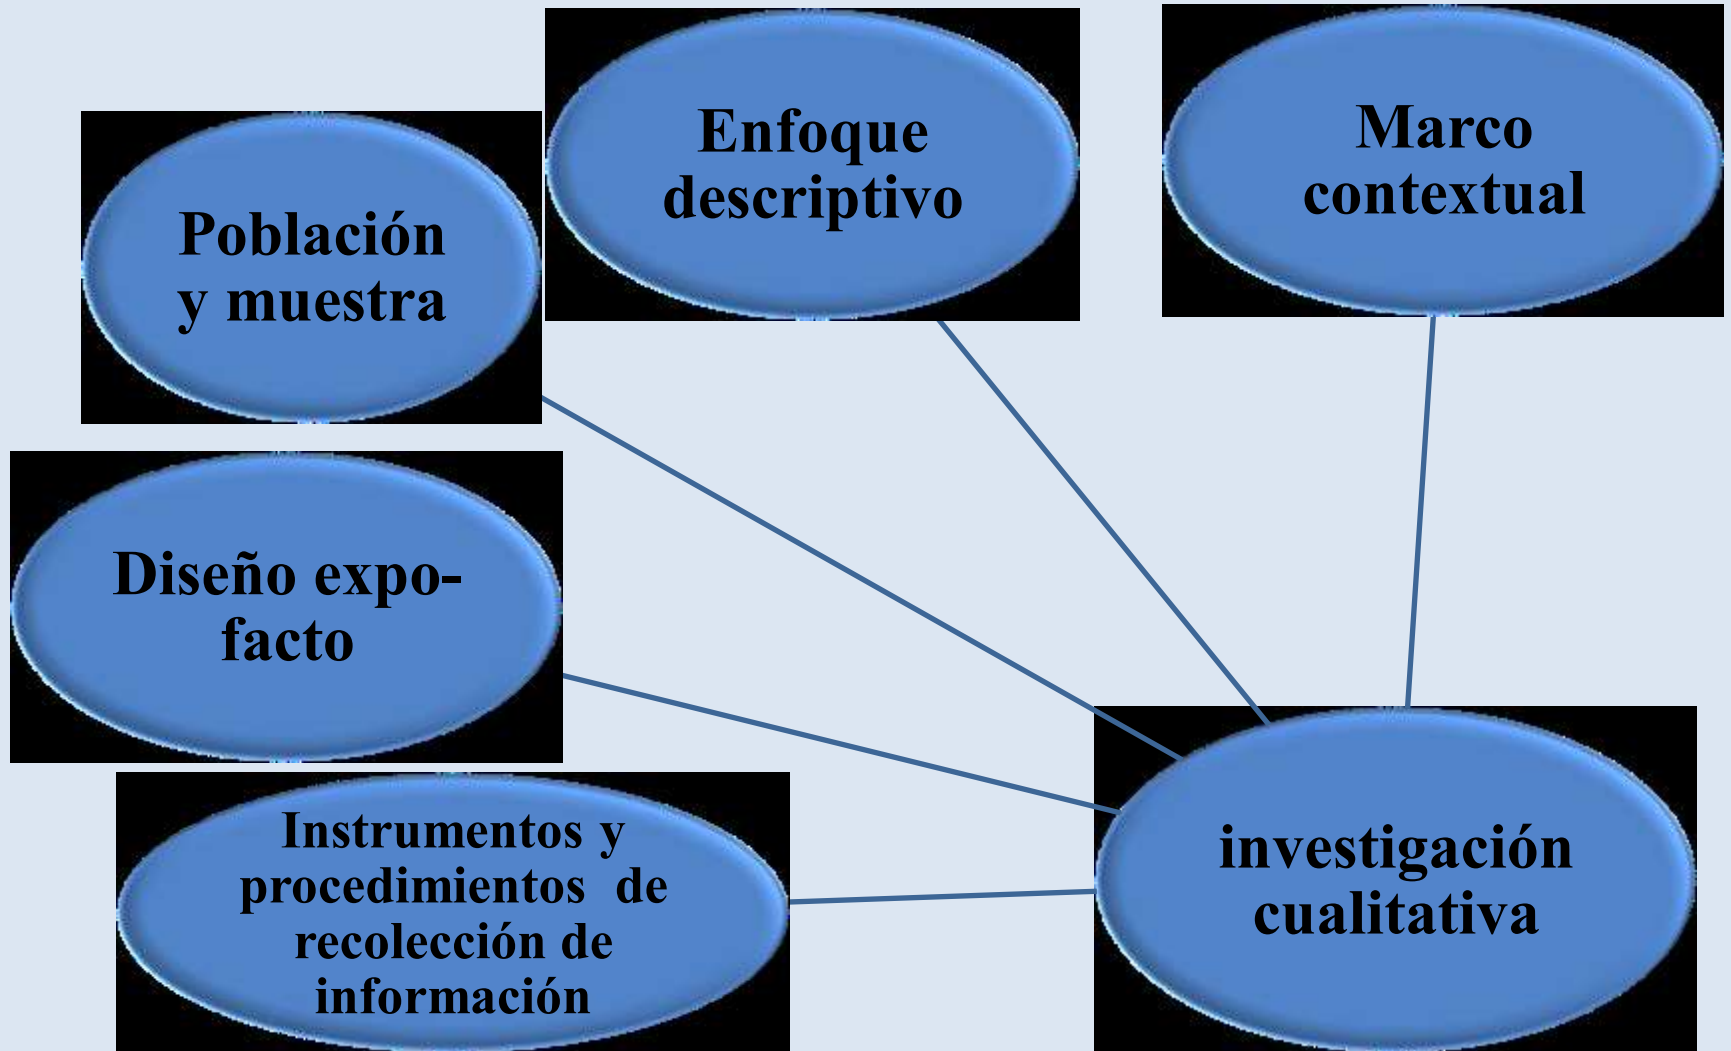 Enfoque
descriptivo
Marco
contextual
Población
y muestra
Diseño expo-
facto
Instrumentos y
procedimientos de
recolección de
información
investigación
cualitativa